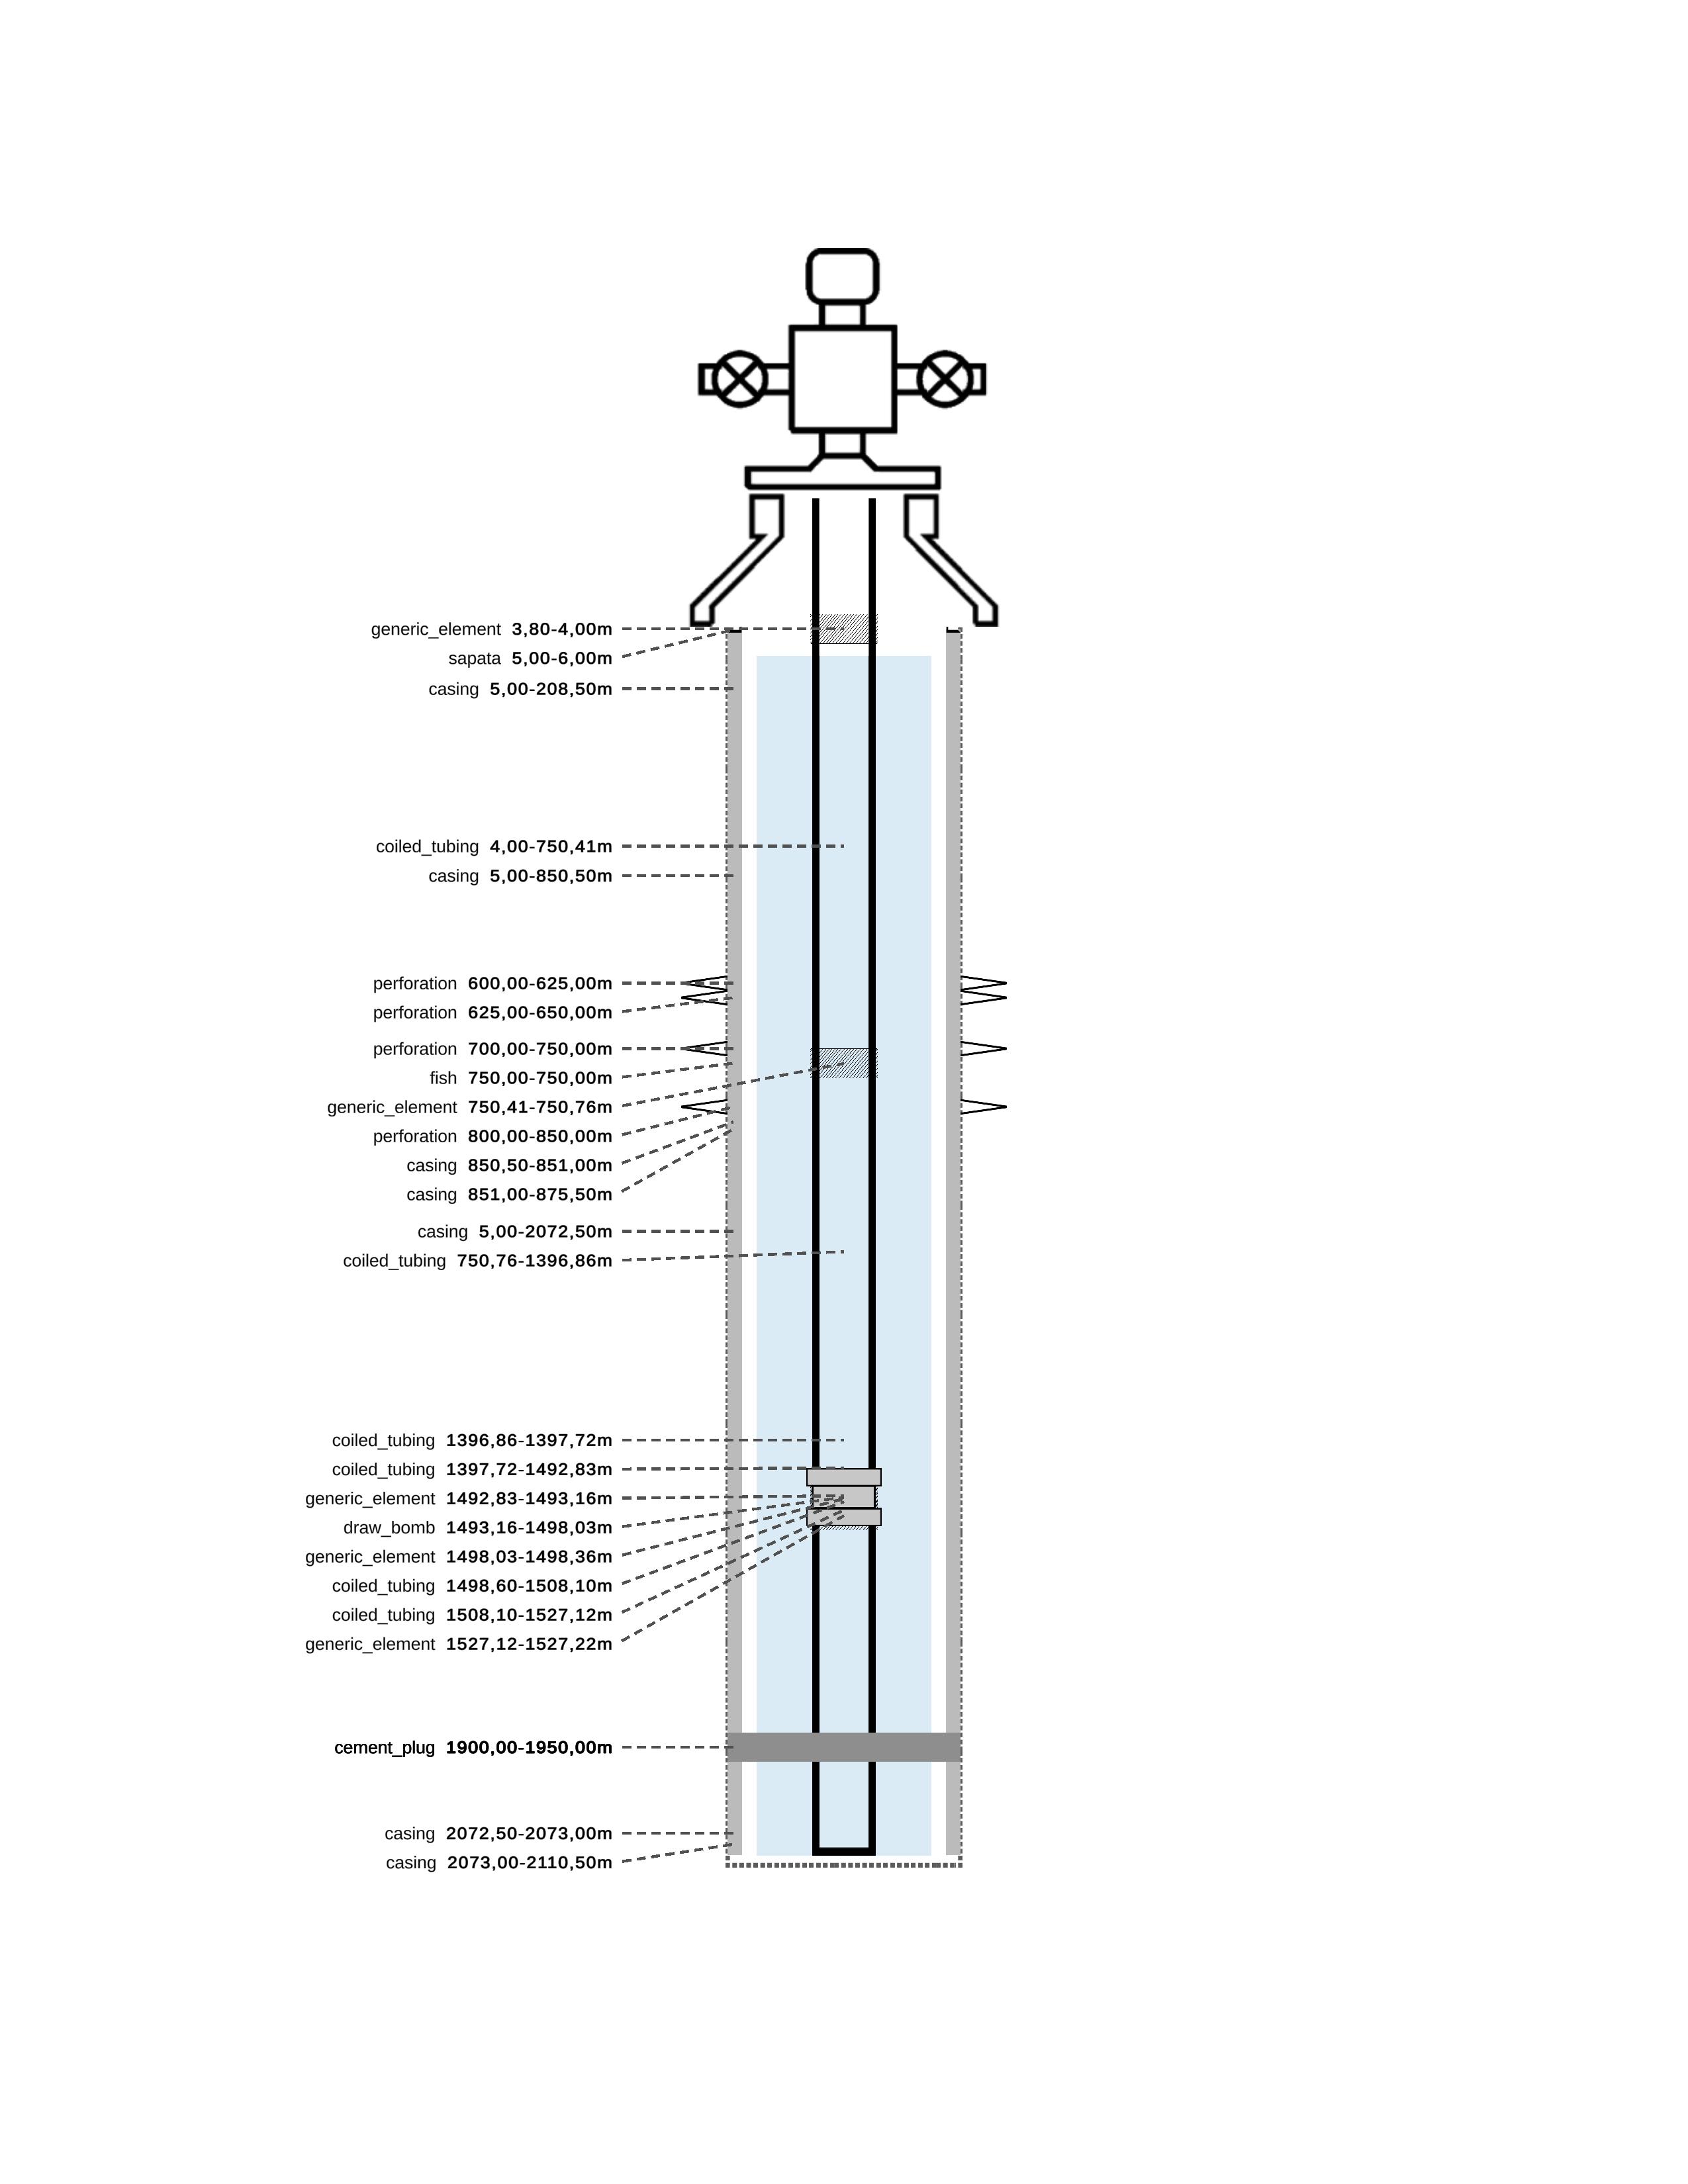 generic_element 3,80-4,00m
sapata 5,00-6,00m
casing 5,00-208,50m
coiled_tubing 4,00-750,41m
casing 5,00-850,50m
perforation 600,00-625,00m
perforation 625,00-650,00m
perforation 700,00-750,00m
fish 750,00-750,00m
generic_element 750,41-750,76m
perforation 800,00-850,00m
casing 850,50-851,00m
casing 851,00-875,50m
casing 5,00-2072,50m
coiled_tubing 750,76-1396,86m
coiled_tubing 1396,86-1397,72m
coiled_tubing 1397,72-1492,83m
generic_element 1492,83-1493,16m
draw_bomb 1493,16-1498,03m
generic_element 1498,03-1498,36m
coiled_tubing 1498,60-1508,10m
coiled_tubing 1508,10-1527,12m
generic_element 1527,12-1527,22m
cement_plug 1900,00-1950,00m
casing 2072,50-2073,00m
casing 2073,00-2110,50m